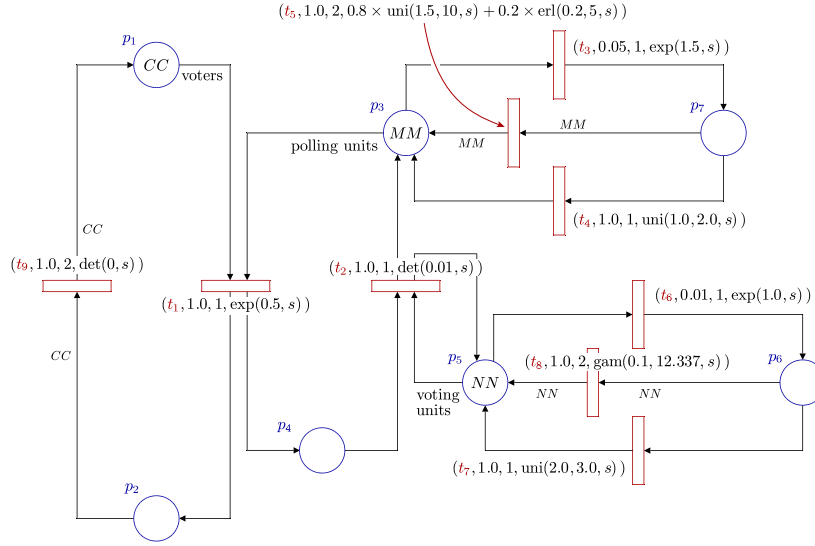 (t₅, 1.0, 2, 0.8 × uni(1.5, 10, s) + 0.2 × erl(0.2, 5, s))
p₁
CC
voters
(t₃, 0.05, 1, exp(1.5, s))
p₃
MM
polling units
MM
MM
p₇
(t₄, 1.0, 1, uni(1.0, 2.0, s))
CC
(t₉, 1.0, 2, det(0, s))
(t₂, 1.0, 1, det(0.01, s))
(t₁, 1.0, 1, exp(0.5, s))
(t₆, 0.01, 1, exp(1.0, s))
CC
p₅
NN
(t₈, 1.0, 2, gam(0.1, 12.337, s))
p₆
NN
NN
voting
units
p₄
(t₇, 1.0, 1, uni(2.0, 3.0, s))
p₂